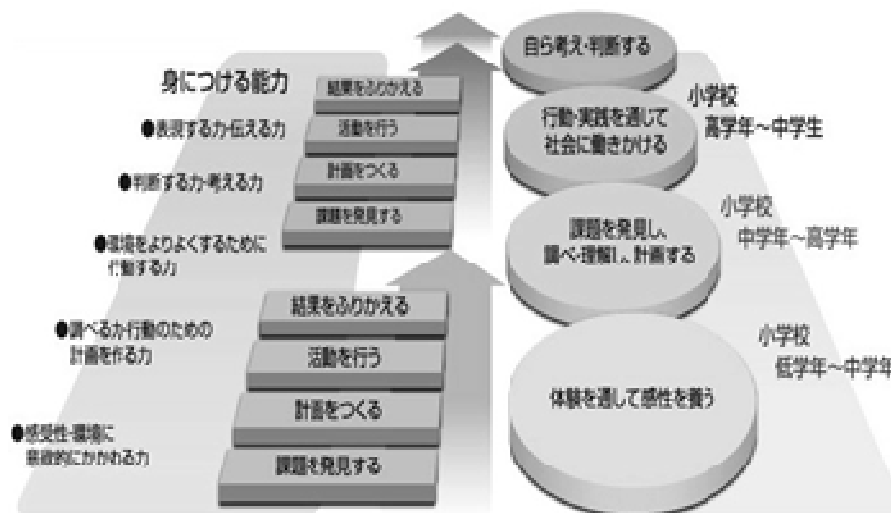 身につける能力
●表現する力・伝える力
●判断する力・考える力
●環境をよりよくするために
行動する力
●調べる力・行動のための
計画を作る力
●感受性・環境に
意欲的にかかわる力
結果をふりかえる
活動を行う
計画をつくる
課題を発見する
結果をふりかえる
活動を行う
計画をつくる
課題を発見する
自ら考え・判断する
行動・実践を通して
社会に働きかける
課題を発見し、
調べ・理解し、計画する
体験を通して感性を養う
小学校
高学年～中学生
小学校
中学年～高学年
小学校
低学年～中学年